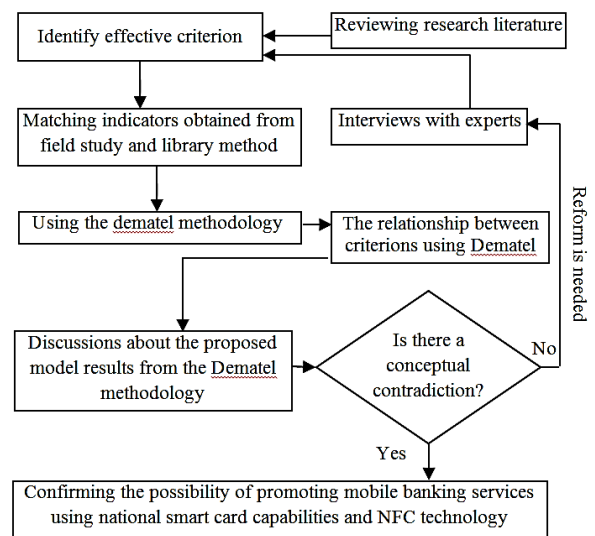 Identify effective criterion
Reviewing research literature
Matching indicators obtained from
field study and library method
Interviews with experts
Using the dematel methodology
The relationship between
criterions using Dematel
Reform is needed
Discussions about the proposed
model results from the Dematel
methodology
Is there a
conceptual
contradiction?
No
Yes
Confirming the possibility of promoting mobile banking services
using national smart card capabilities and NFC technology